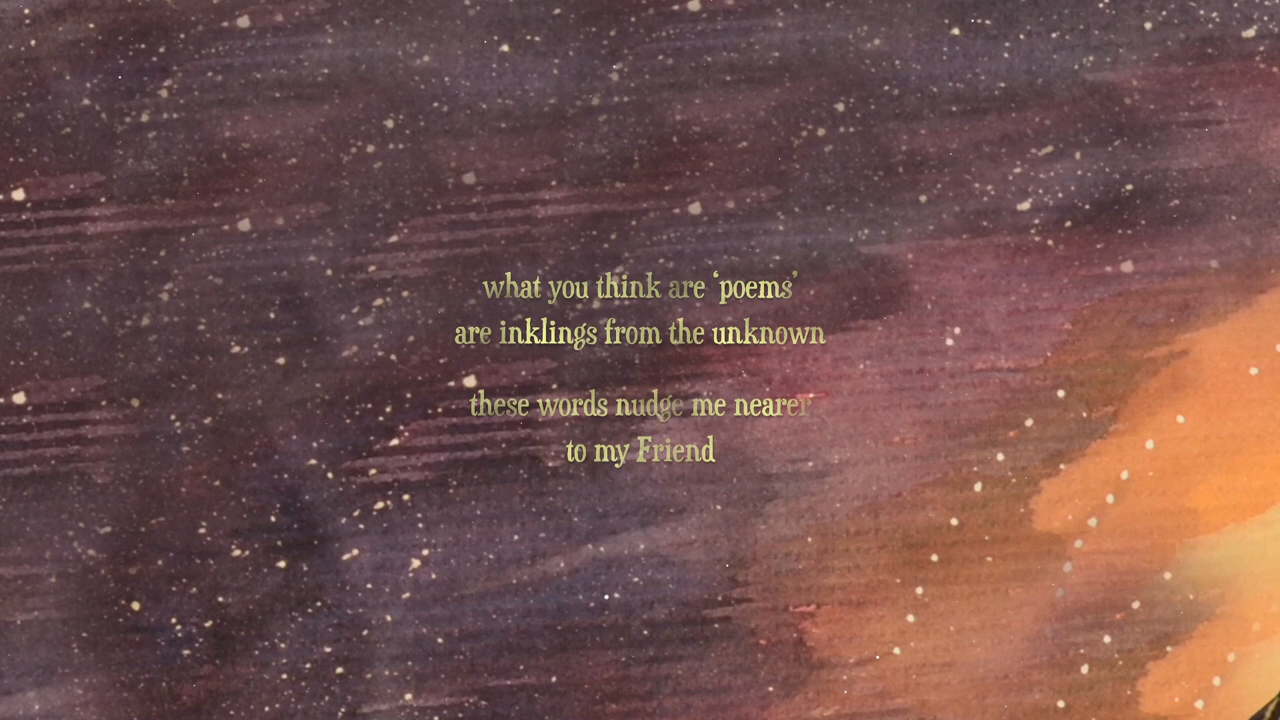 what you think are ‘poems’
are inklings from the unknown
these words nudge me nearer
to my Friend